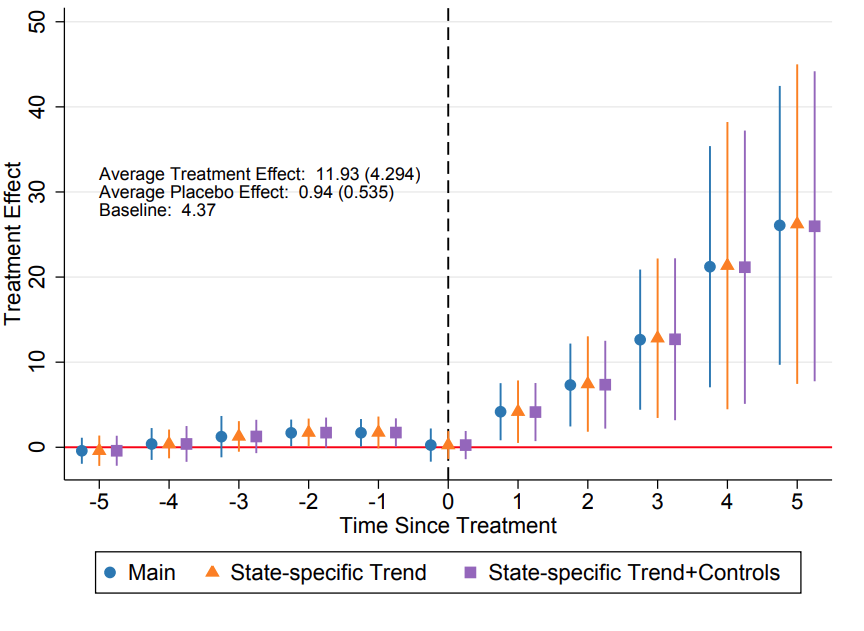 50
40
30
20
10
0
Treatment Effect
Average Treatment Effect: 11.93 (4.294)
Average Placebo Effect: 0.94 (0.535)
Baseline: 4.37
-5 -4 -3 -2 -1 0 1 2 3 4 5
Time Since Treatment
Main State-specific Trend State-specific Trend+Controls